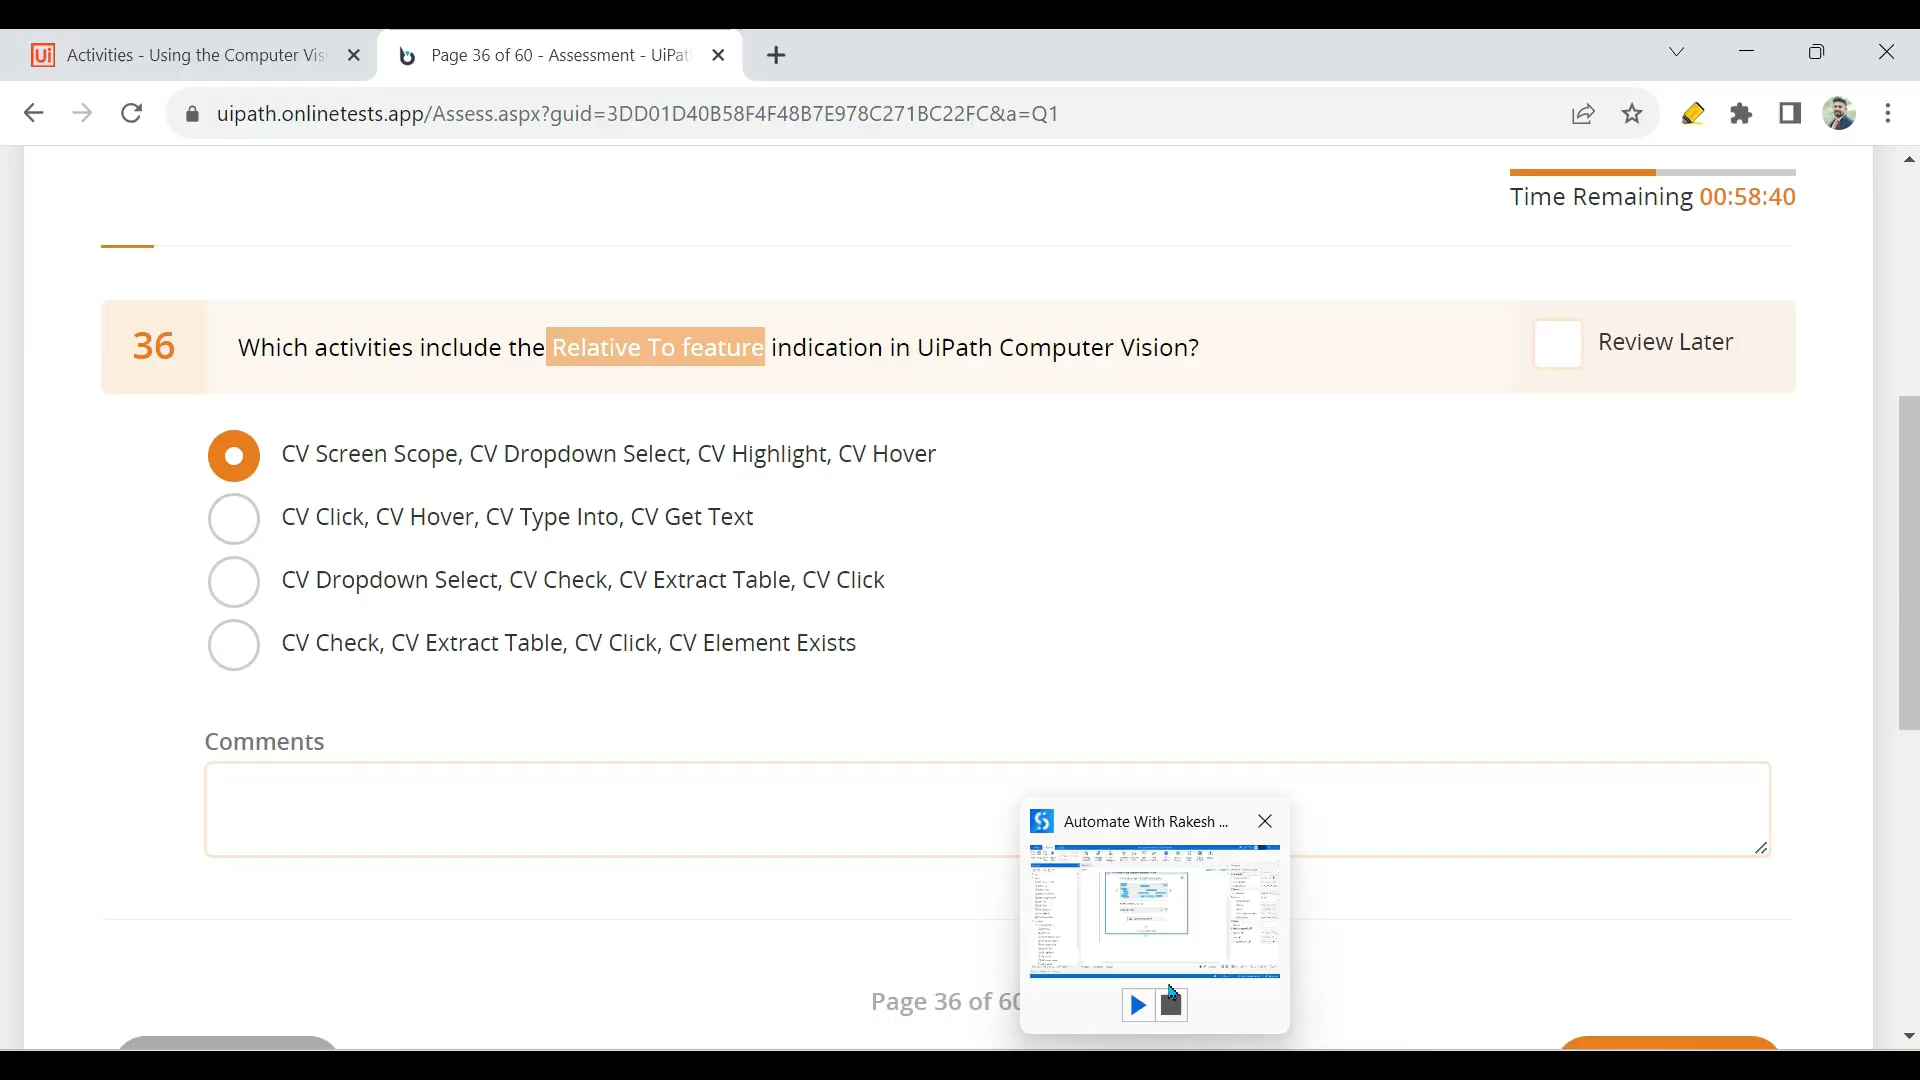 Activities - Using the Computer Vis
Page 36 of 60 - Assessment - UiPat
uipath.onlinetests.app/Assess.aspx?guid=3DD01D40B58F4F48B7E978C271BC22FC&a=Q1
Time Remaining 00:58:40
36
Which activities include the Relative To feature indication in UiPath Computer Vision?
Review Later
CV Screen Scope, CV Dropdown Select, CV Highlight, CV Hover
CV Click, CV Hover, CV Type Into, CV Get Text
CV Dropdown Select, CV Check, CV Extract Table, CV Click
CV Check, CV Extract Table, CV Click, CV Element Exists
Comments
Automate With Rakesh ...
Page 36 of 60